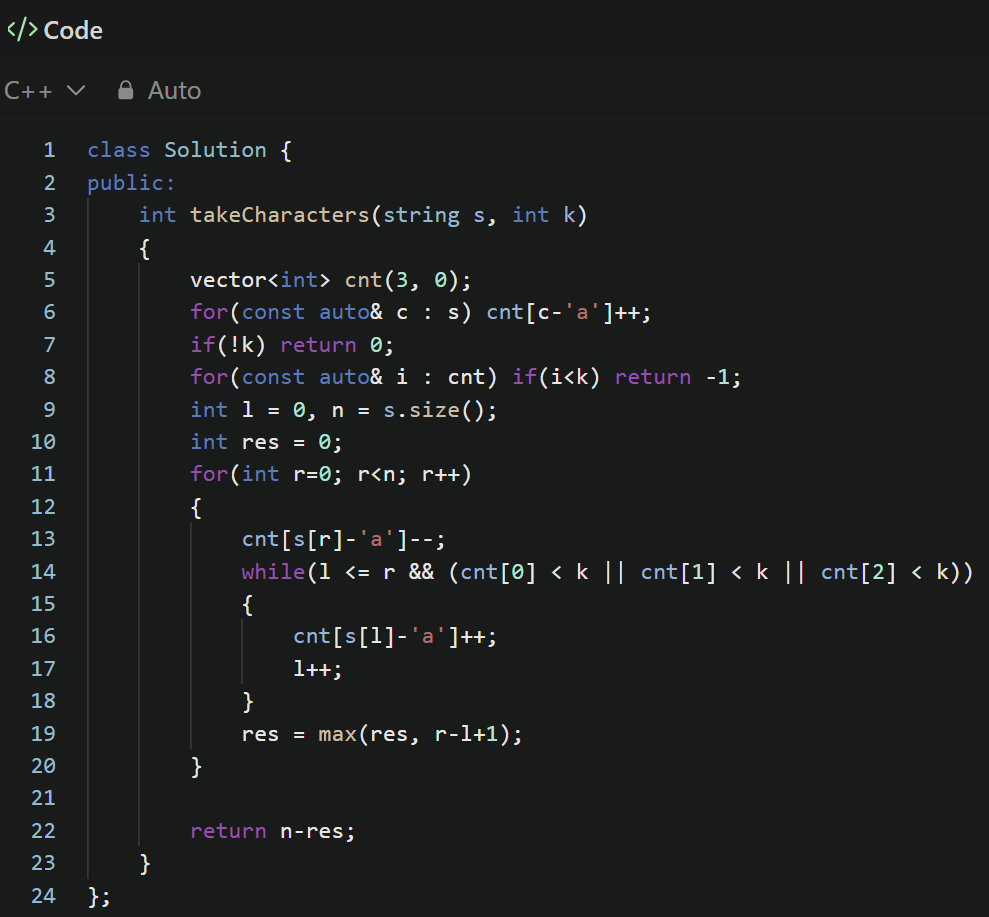 </> Code
C++ Auto
1 class Solution {
2 public:
3     int takeCharacters(string s, int k)
4     {
5         vector<int> cnt(3, 0);
6         for(const auto& c : s) cnt[c-'a']++;
7         if(!k) return 0;
8         for(const auto& i : cnt) if(i<k) return -1;
9         int l = 0, n = s.size();
10         int res = 0;
11         for(int r=0; r<n; r++)
12         {
13             cnt[s[r]-'a']--;
14             while(l <= r && (cnt[0] < k || cnt[1] < k || cnt[2] < k))
15             {
16                 cnt[s[l]-'a']++;
17                 l++;
18             }
19             res = max(res, r-l+1);
20         }
21
22         return n-res;
23     }
24 };